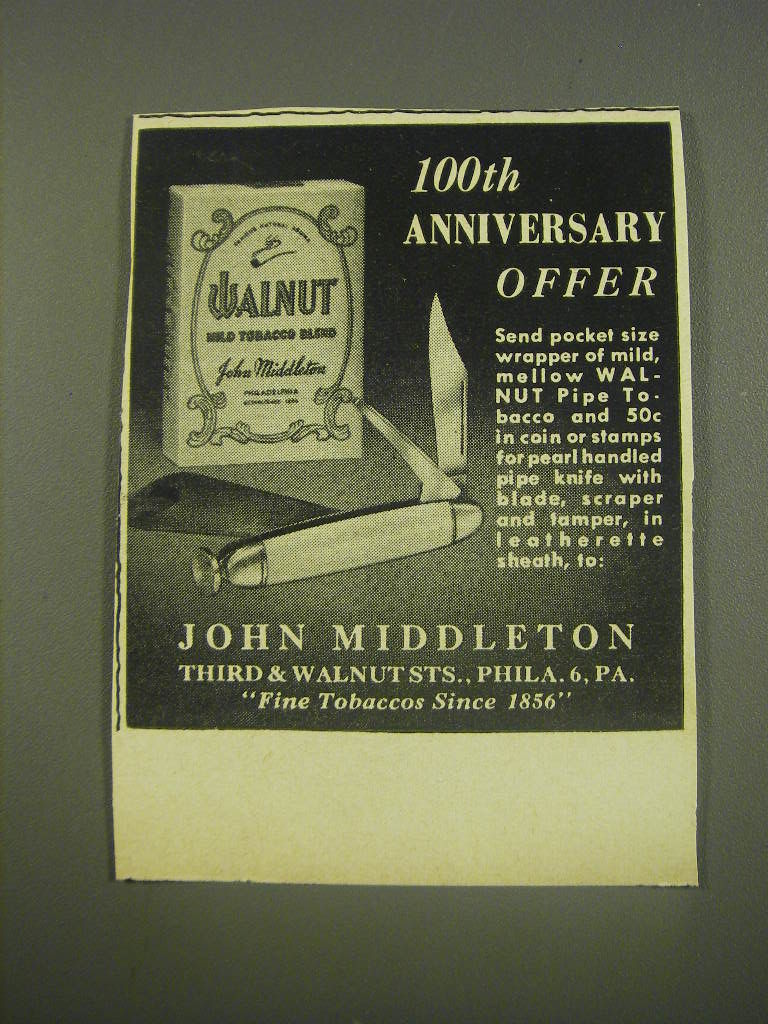 100th
ANNIVERSARY
OFFER
WALNUT
MILD TOBACCO BLEND
John Middleton
PHILADELPHIA
Send pocket size
wrapper of mild,
mellow WAL-
NUT Pipe To-
bacco and 50c
in coin or stamps
for pearl handled
pipe knife with
blade, scraper
and tamper, in
leatherette
sheath, to:
JOHN MIDDLETON
THIRD & WALNUT STS., PHILA. 6, PA.
"Fine Tobaccos Since 1856"